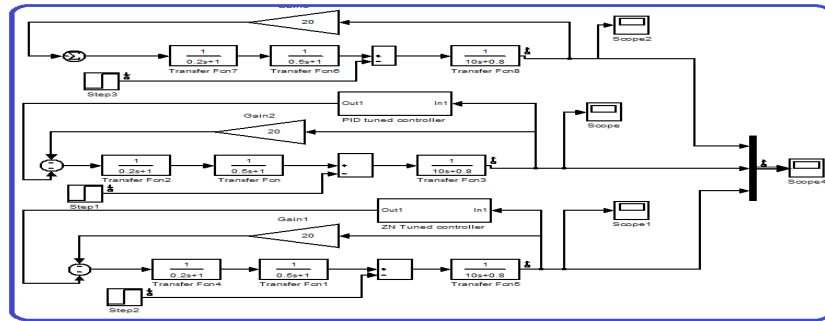 20
Scope2
1
0.2s+1
Transfer Fcn7
1
0.5s+1
Transfer Fcn6
1
10s+0.8
Transfer Fcn8
Step3
Out1
In1
PID tuned controller
Gain2
20
Scope
1
0.2s+1
Transfer Fcn2
1
0.5s+1
Transfer Fcn
1
10s+0.8
Transfer Fcn3
Scope4
Step1
Out1
In1
ZN Tuned controller
Gain1
20
Scope1
1
0.2s+1
Transfer Fcn4
1
0.5s+1
Transfer Fcn1
1
10s+0.8
Transfer Fcn5
Step2